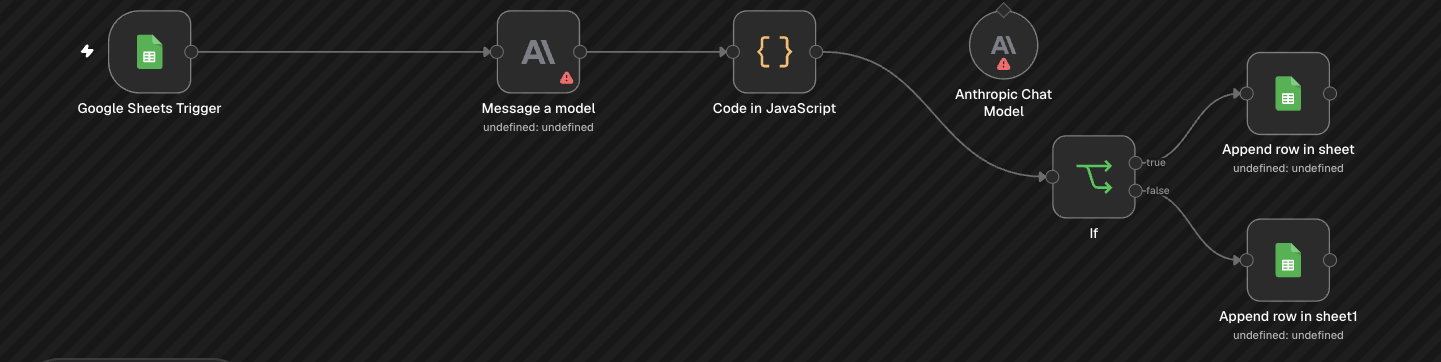 Google Sheets Trigger
Message a model
undefined: undefined
Code in JavaScript
Anthropic Chat
Model
If
true
false
Append row in sheet
undefined: undefined
Append row in sheet1
undefined: undefined